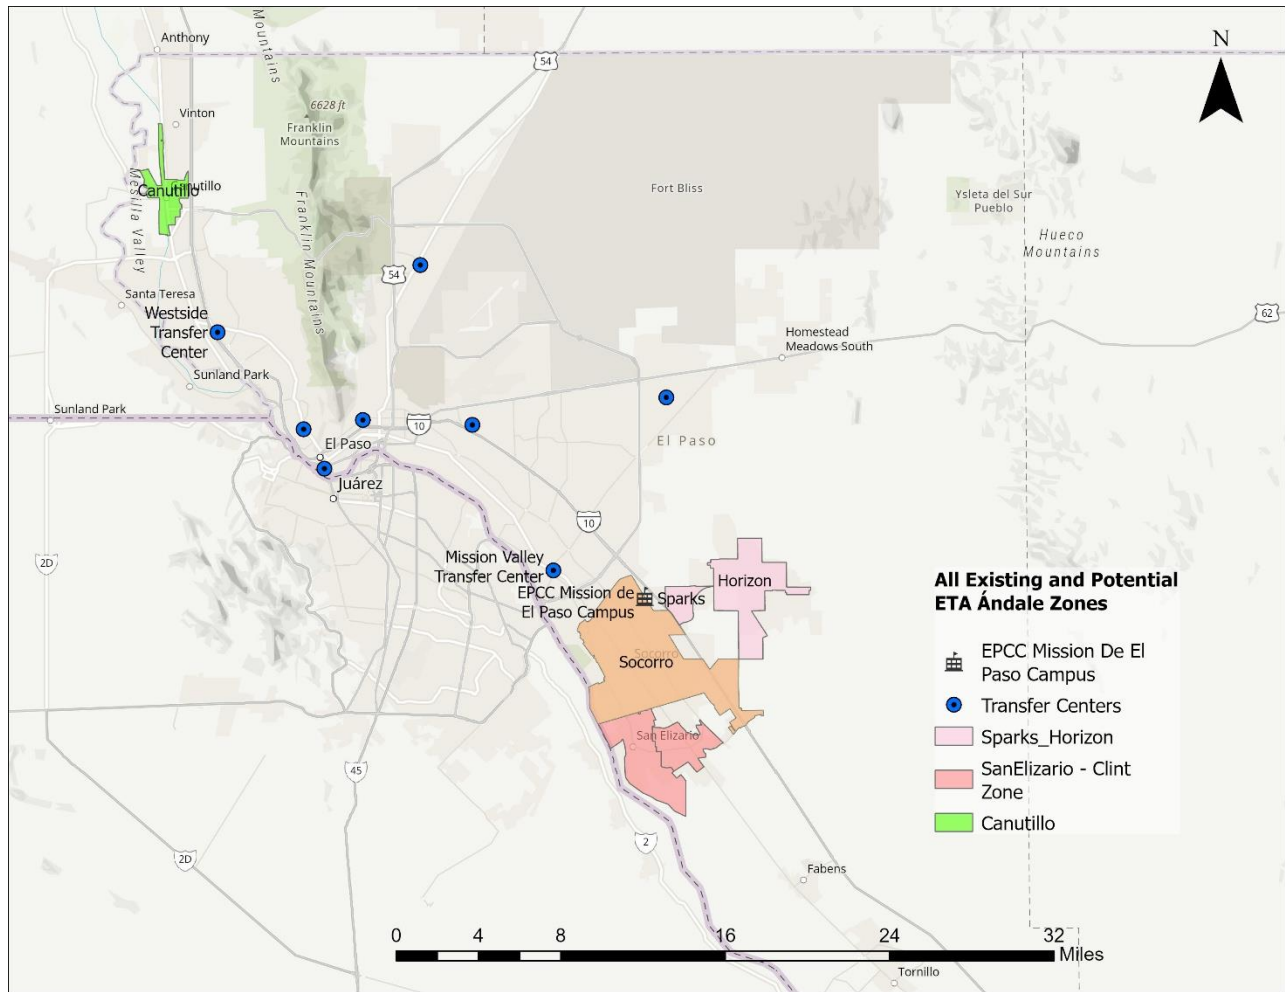 Mountains
Anthony
54
N
Vinton
6628 ft
Franklin
Mountains
Canutillo
Mesilla Valley
Franklin Mountains
Fort Bliss
Ysleta del Sur
Pueblo
Hueco
Mountains
54
Santa Teresa
Westside
Transfer
Center
62
Homestead
Meadows South
Sunland Park
Sunland Park
10
El Paso
El Paso
Juárez
10
2D
Mission Valley
Transfer Center
EPCC Mission de
El Paso Campus
Sparks
Horizon
Socorro
Socorro
San Elizario
45
2
2D
Fabens
Tornillo
All Existing and Potential
ETA Ándale Zones
EPCC Mission De El
Paso Campus
Transfer Centers
Sparks_Horizon
SanElizario - Clint
Zone
Canutillo
0 4 8 16 24 32
Miles